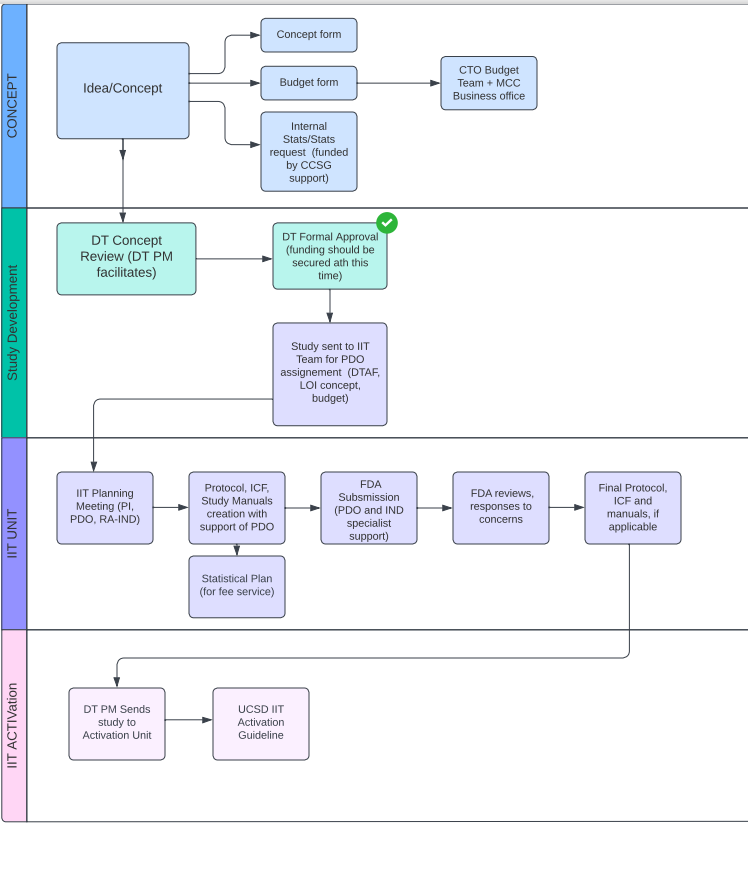 CONCEPT
Idea/Concept
Concept form
Budget form
CTO Budget
Team + MCC
Business office
Internal
Stats/Stats
request (funded
by CCSG
support)
Study Development
DT Concept
Review (DT PM
facilitates)
DT Formal Approval
(funding should be
secured ath this
time)
Study sent to IIT
Team for PDO
assignement (DTAF,
LOI concept,
budget)
IIT UNIT
IIT Planning
Meeting (PI,
PDO, RA-IND)
Protocol, ICF,
Study Manuals
creation with
support of PDO
FDA
Subsmission
(PDO and IND
specialist
support)
FDA reviews,
responses to
concerns
Final Protocol,
ICF and
manuals, if
applicable
Statistical Plan
(for fee service)
IIT ACTIVation
DT PM Sends
study to
Activation Unit
UCSD IIT
Activation
Guideline